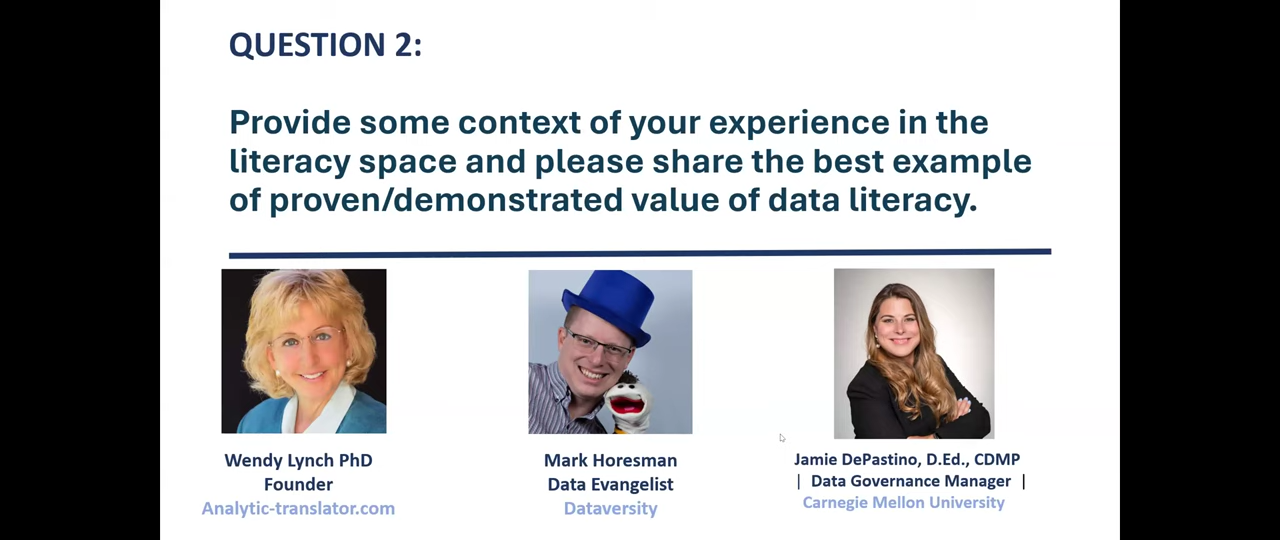 QUESTION 2:
Provide some context of your experience in the
literacy space and please share the best example
of proven/demonstrated value of data literacy.
Wendy Lynch PhD
Founder
Analytic-translator.com
Mark Horesman
Data Evangelist
Dataversity
Jamie DePastino, D.Ed., CDMP
| Data Governance Manager |
Carnegie Mellon University